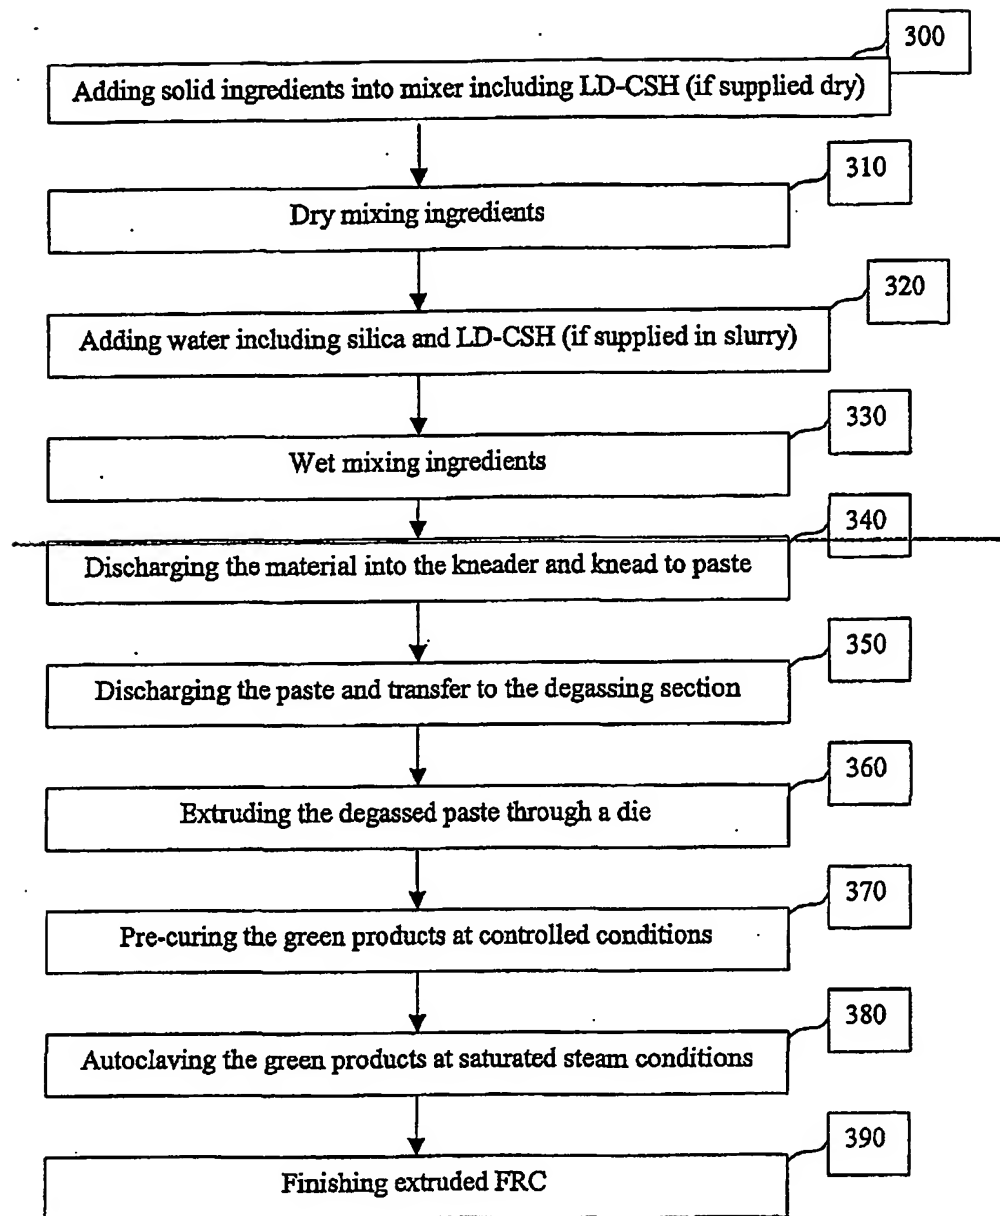 300
Adding solid ingredients into mixer including LD-CSH (if supplied dry)
310
Dry mixing ingredients
320
Adding water including silica and LD-CSH (if supplied in slurry)
330
Wet mixing ingredients
340
Discharging the material into the kneader and knead to paste
350
Discharging the paste and transfer to the degassing section
360
Extruding the degassed paste through a die
370
Pre-curing the green products at controlled conditions
380
Autoclaving the green products at saturated steam conditions
390
Finishing extruded FRC